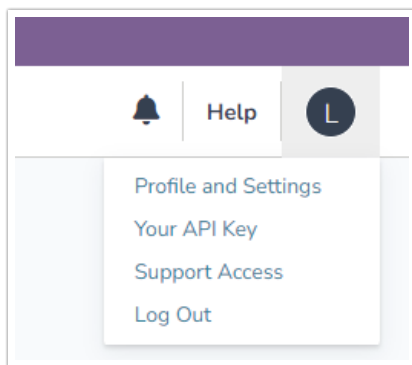 Help L
Profile and Settings
Your API Key
Support Access
Log Out